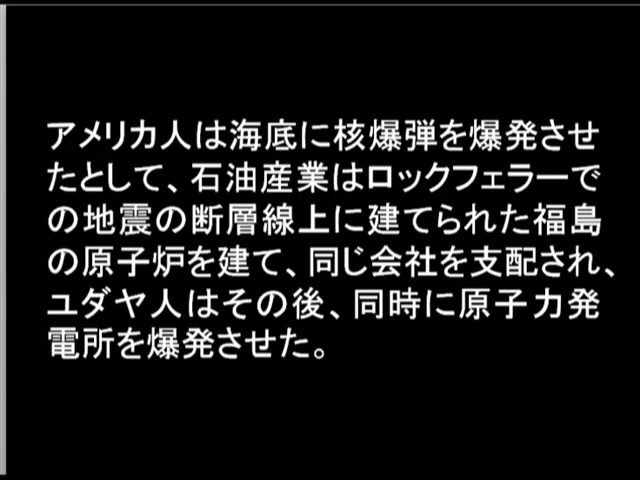 アメリカ人は海底に核爆弾を爆発させ
たとして、石油産業はロックフェラーで
の地震の断層線上に建てられた福島
の原子炉を建て、同じ会社を支配され、
ユダヤ人はその後、同時に原子力発
電所を爆発させた。